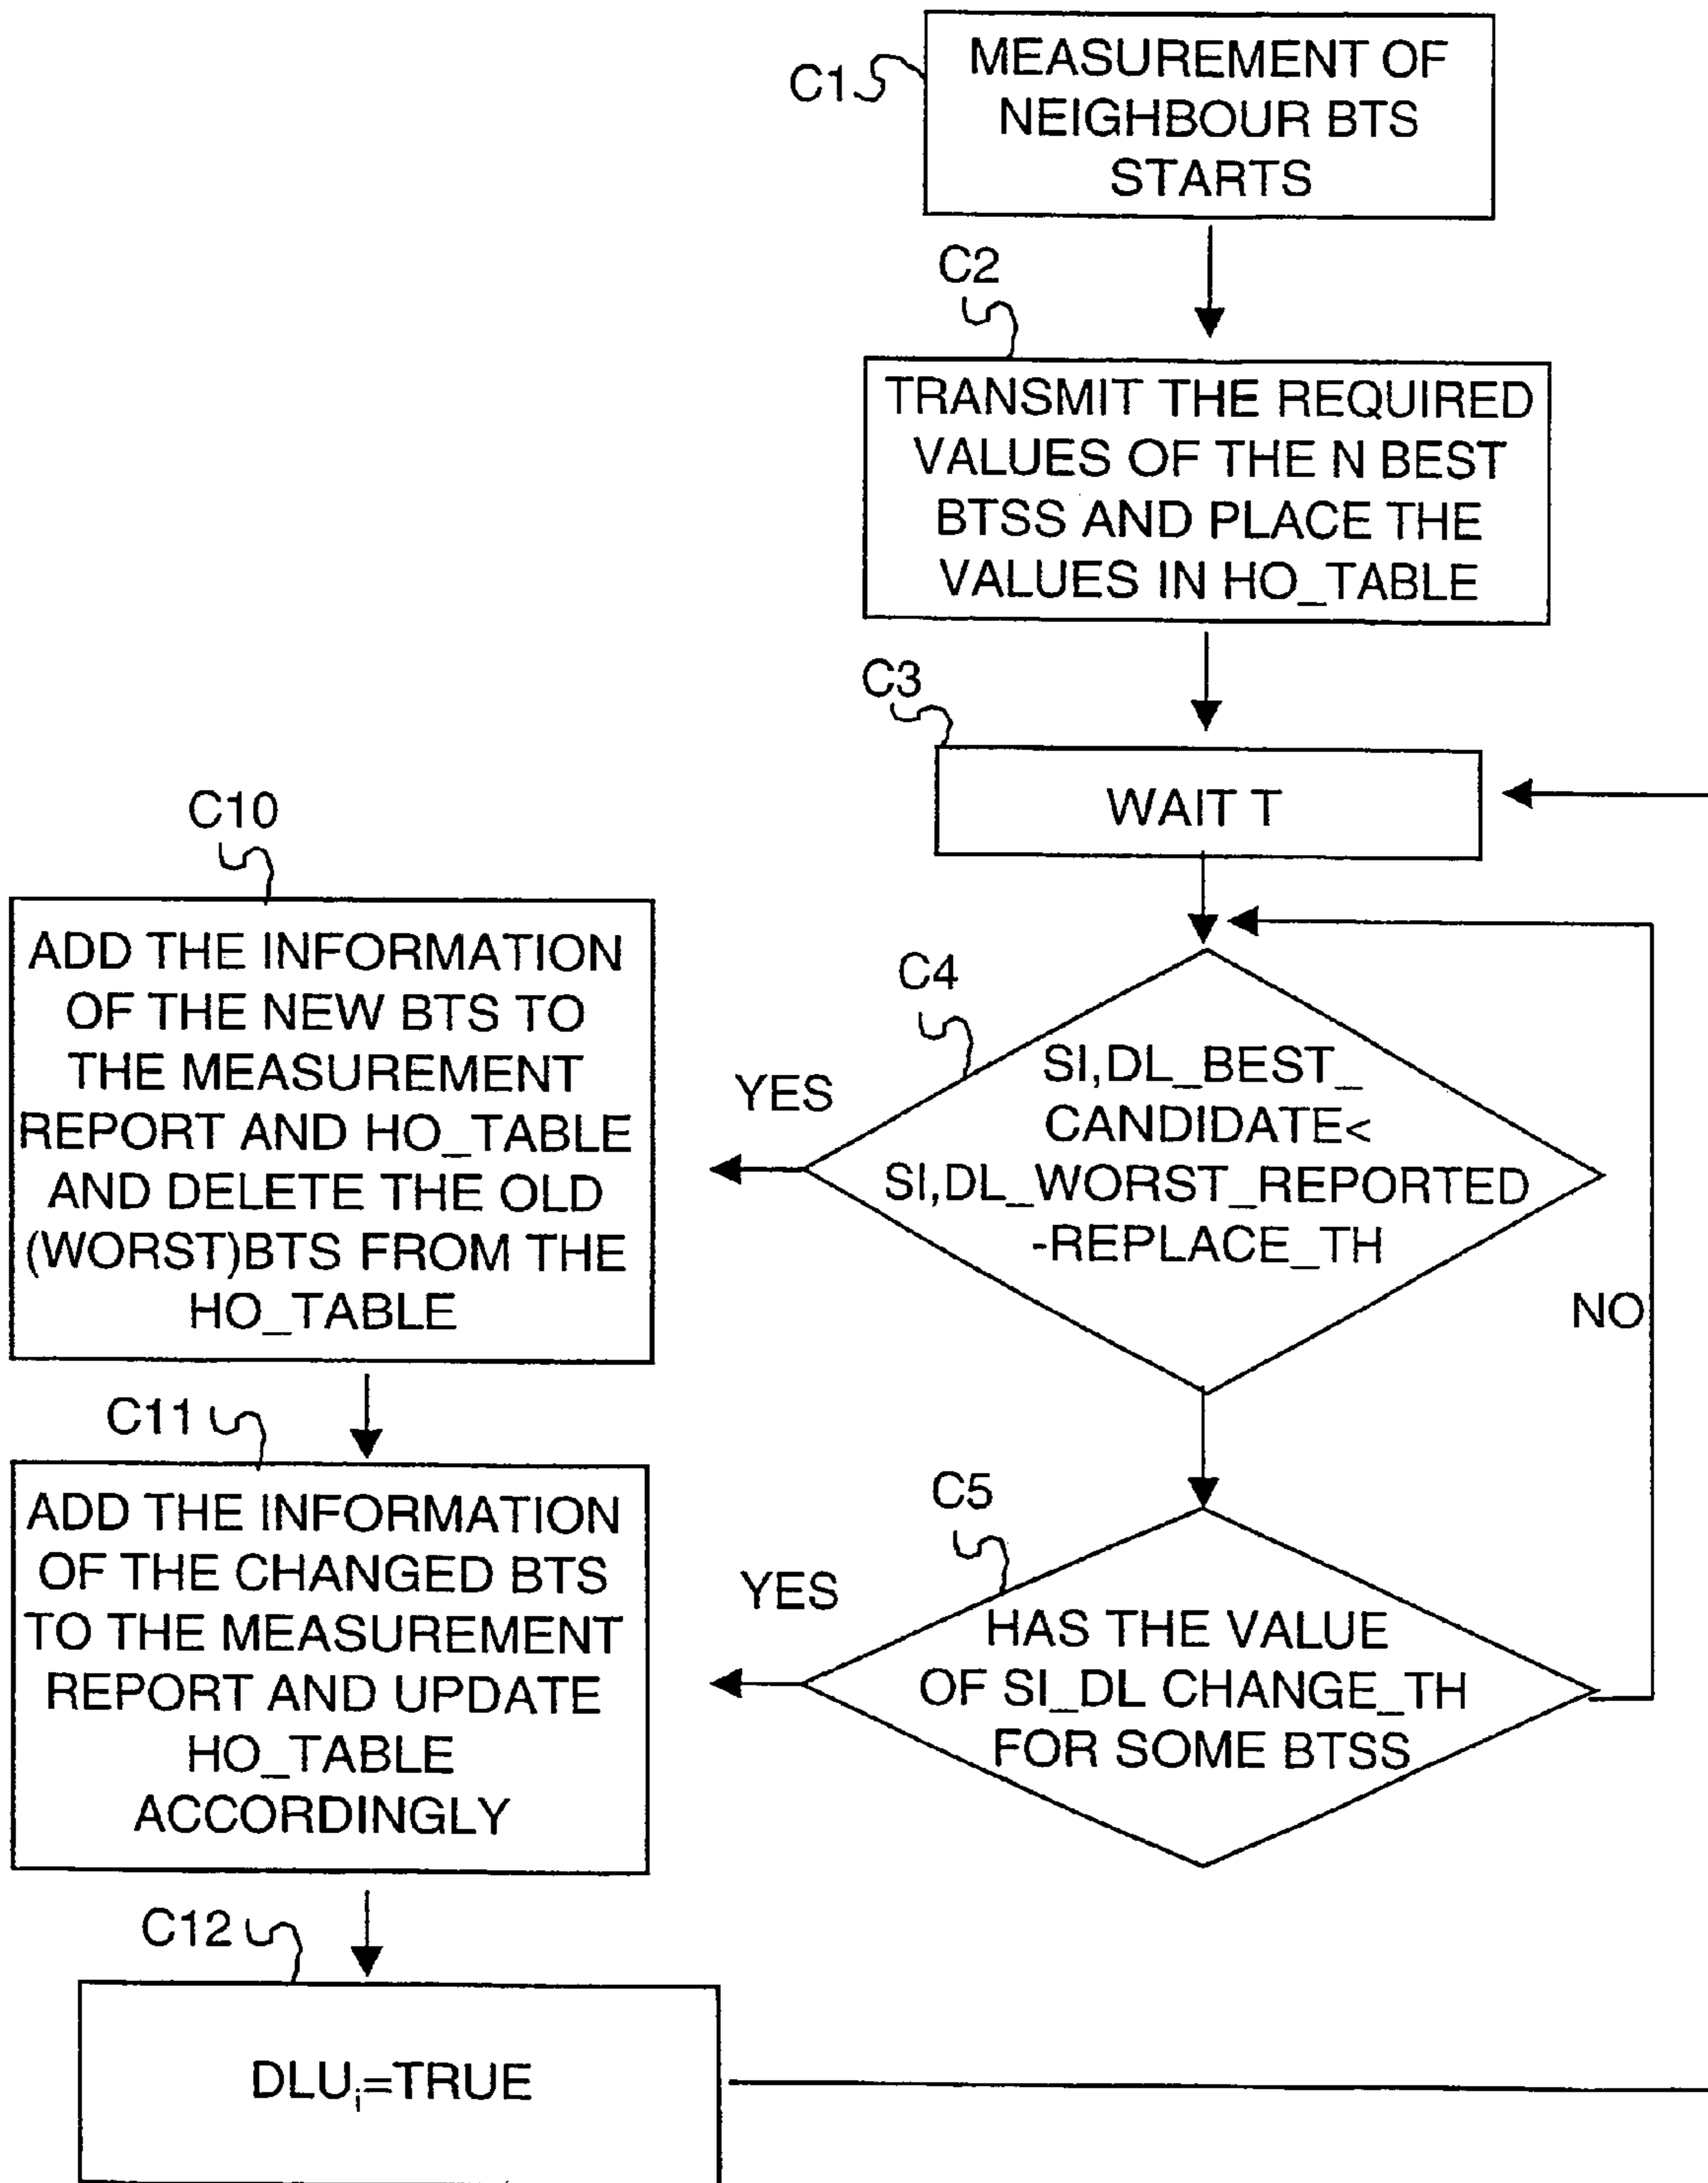 C1
MEASUREMENT OF
NEIGHBOUR BTS
STARTS
C2
TRANSMIT THE REQUIRED
VALUES OF THE N BEST
BTSS AND PLACE THE
VALUES IN HO_TABLE
C3
WAIT T
C4
SI,DL_BEST_
CANDIDATE<
SI,DL_WORST_REPORTED
-REPLACE_TH
YES
NO
C10
ADD THE INFORMATION
OF THE NEW BTS TO
THE MEASUREMENT
REPORT AND HO_TABLE
AND DELETE THE OLD
(WORST)BTS FROM THE
HO_TABLE
C5
HAS THE VALUE
OF SI_DL CHANGE_TH
FOR SOME BTSS
YES
C11
ADD THE INFORMATION
OF THE CHANGED BTS
TO THE MEASUREMENT
REPORT AND UPDATE
HO_TABLE
ACCORDINGLY
C12
DLUᵢ=TRUE